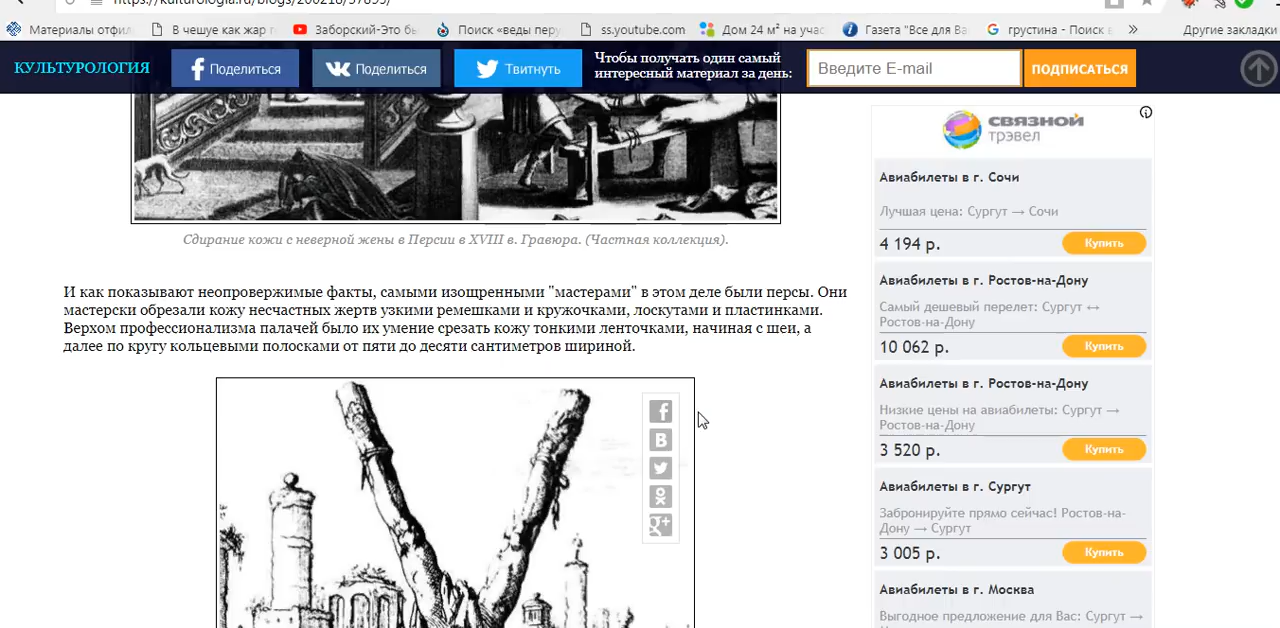 https://kulturologia.ru/blogs/200218/37895/
Материалы отфил
В чешуе как жар г
Заборский-Это бы
Поиск «веды перу
ss.youtube.com
Дом 24 м² на учас
Газета "Все для Ва
грустина - Поиск в
»
Другие закладки
КУЛЬТУРОЛОГИЯ
Поделиться
Поделиться
Твитнуть
Чтобы получать один самый
интересный материал за день:
Введите E-mail
ПОДПИСАТЬСЯ
Сдирание кожи с неверной жены в Персии в XVIII в. Гравюра. (Частная коллекция).
И как показывают неопровержимые факты, самыми изощренными "мастерами" в этом деле были персы. Они
мастерски обрезали кожу несчастных жертв узкими ремешками и кружочками, лоскутами и пластинками.
Верхом профессионализма палачей было их умение срезать кожу тонкими ленточками, начиная с шеи, а
далее по кругу кольцевыми полосками от пяти до десяти сантиметров шириной.
связной
трэвел
Авиабилеты в г. Сочи
Лучшая цена: Сургут → Сочи
4 194 р.
Купить
Авиабилеты в г. Ростов-на-Дону
Самый дешевый перелет: Сургут ↔
Ростов-на-Дону
10 062 р.
Купить
Авиабилеты в г. Ростов-на-Дону
Низкие цены на авиабилеты: Сургут →
Ростов-на-Дону
3 520 р.
Купить
Авиабилеты в г. Сургут
Забронируйте прямо сейчас! Ростов-на-
Дону → Сургут
3 005 р.
Купить
Авиабилеты в г. Москва
Выгодное предложение для Вас: Сургут →